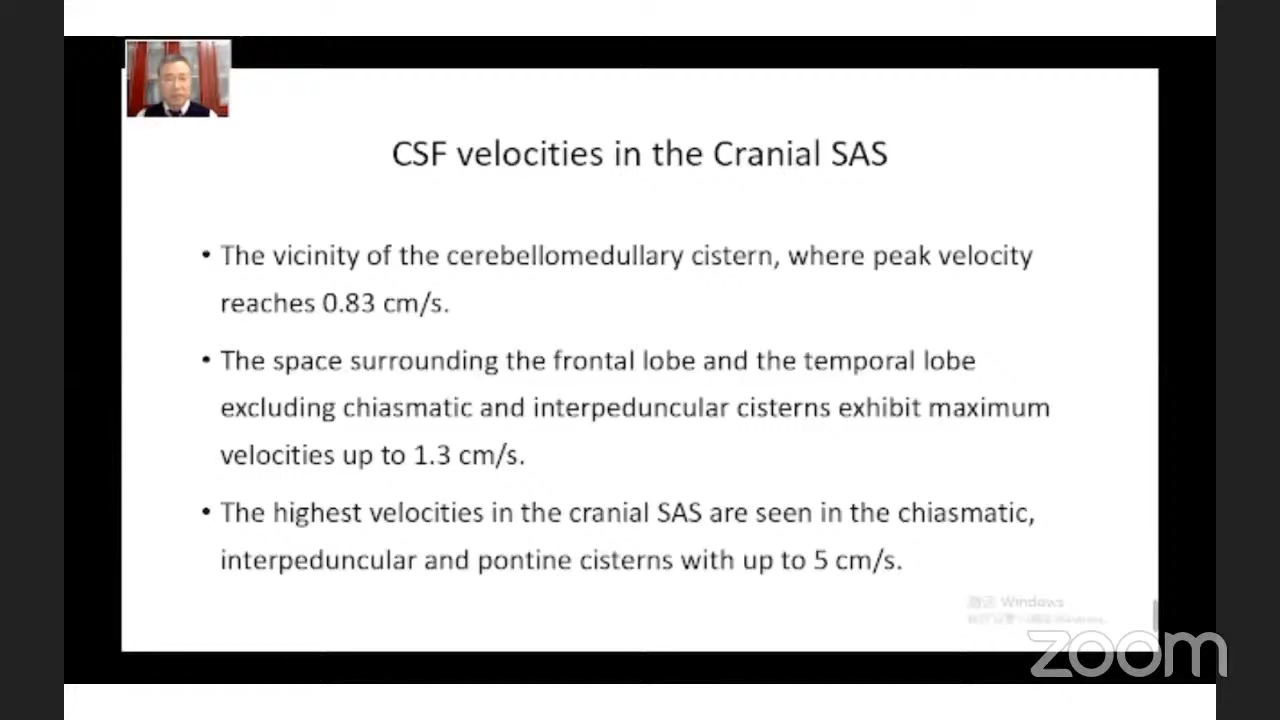 CSF velocities in the Cranial SAS
• The vicinity of the cerebellomedullary cistern, where peak velocity
reaches 0.83 cm/s.
• The space surrounding the frontal lobe and the temporal lobe
excluding chiasmatic and interpeduncular cisterns exhibit maximum
velocities up to 1.3 cm/s.
• The highest velocities in the cranial SAS are seen in the chiasmatic,
interpeduncular and pontine cisterns with up to 5 cm/s.
激活 Windows
zoom